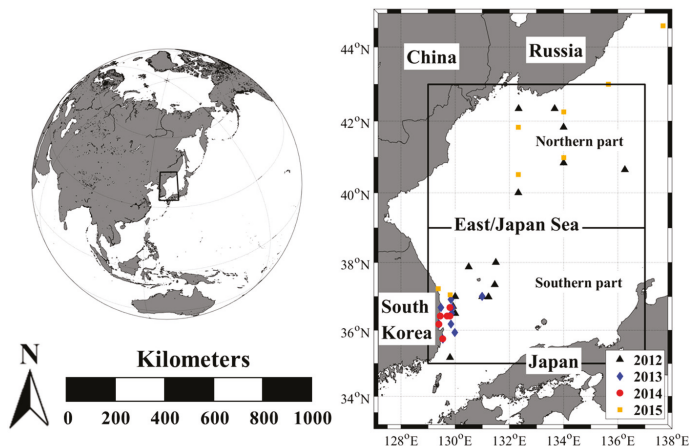 N
Kilometers
0 200 400 600 800 1000
44°N
42°N
40°N
38°N
36°N
34°N
China
Russia
Northern part
East/Japan Sea
Southern part
South
Korea
Japan
2012
2013
2014
2015
128°E 130°E 132°E 134°E 136°E 138°E